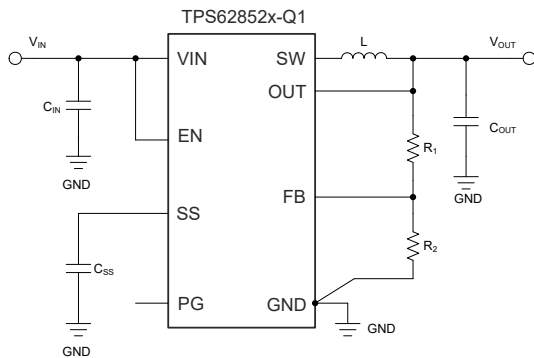 TPS62852x-Q1
VIN
L
VOUT
VIN
SW
OUT
CIN
COUT
EN
R1
GND
GND
SS
FB
CSS
R2
PG
GND
GND
GND